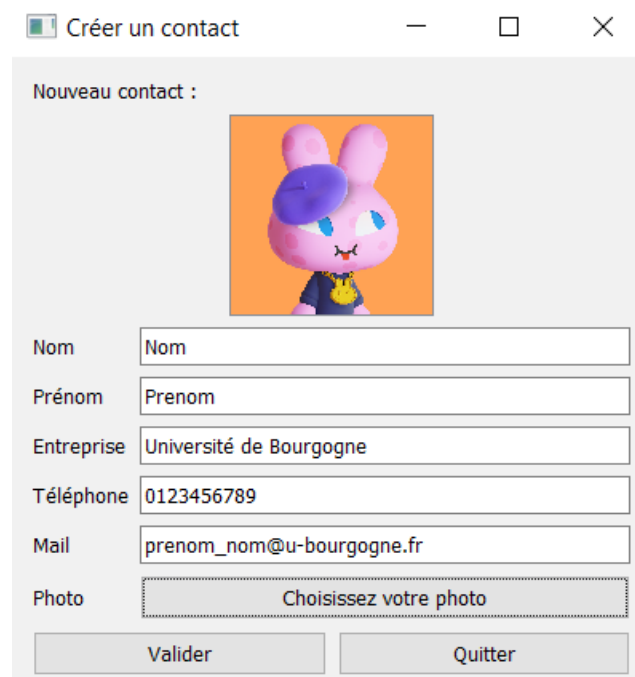 Créer un contact
Nouveau contact :
Nom Nom
Prénom Prenom
Entreprise Université de Bourgogne
Téléphone 0123456789
Mail prenom_nom@u-bourgogne.fr
Photo Choisissez votre photo
Valider Quitter